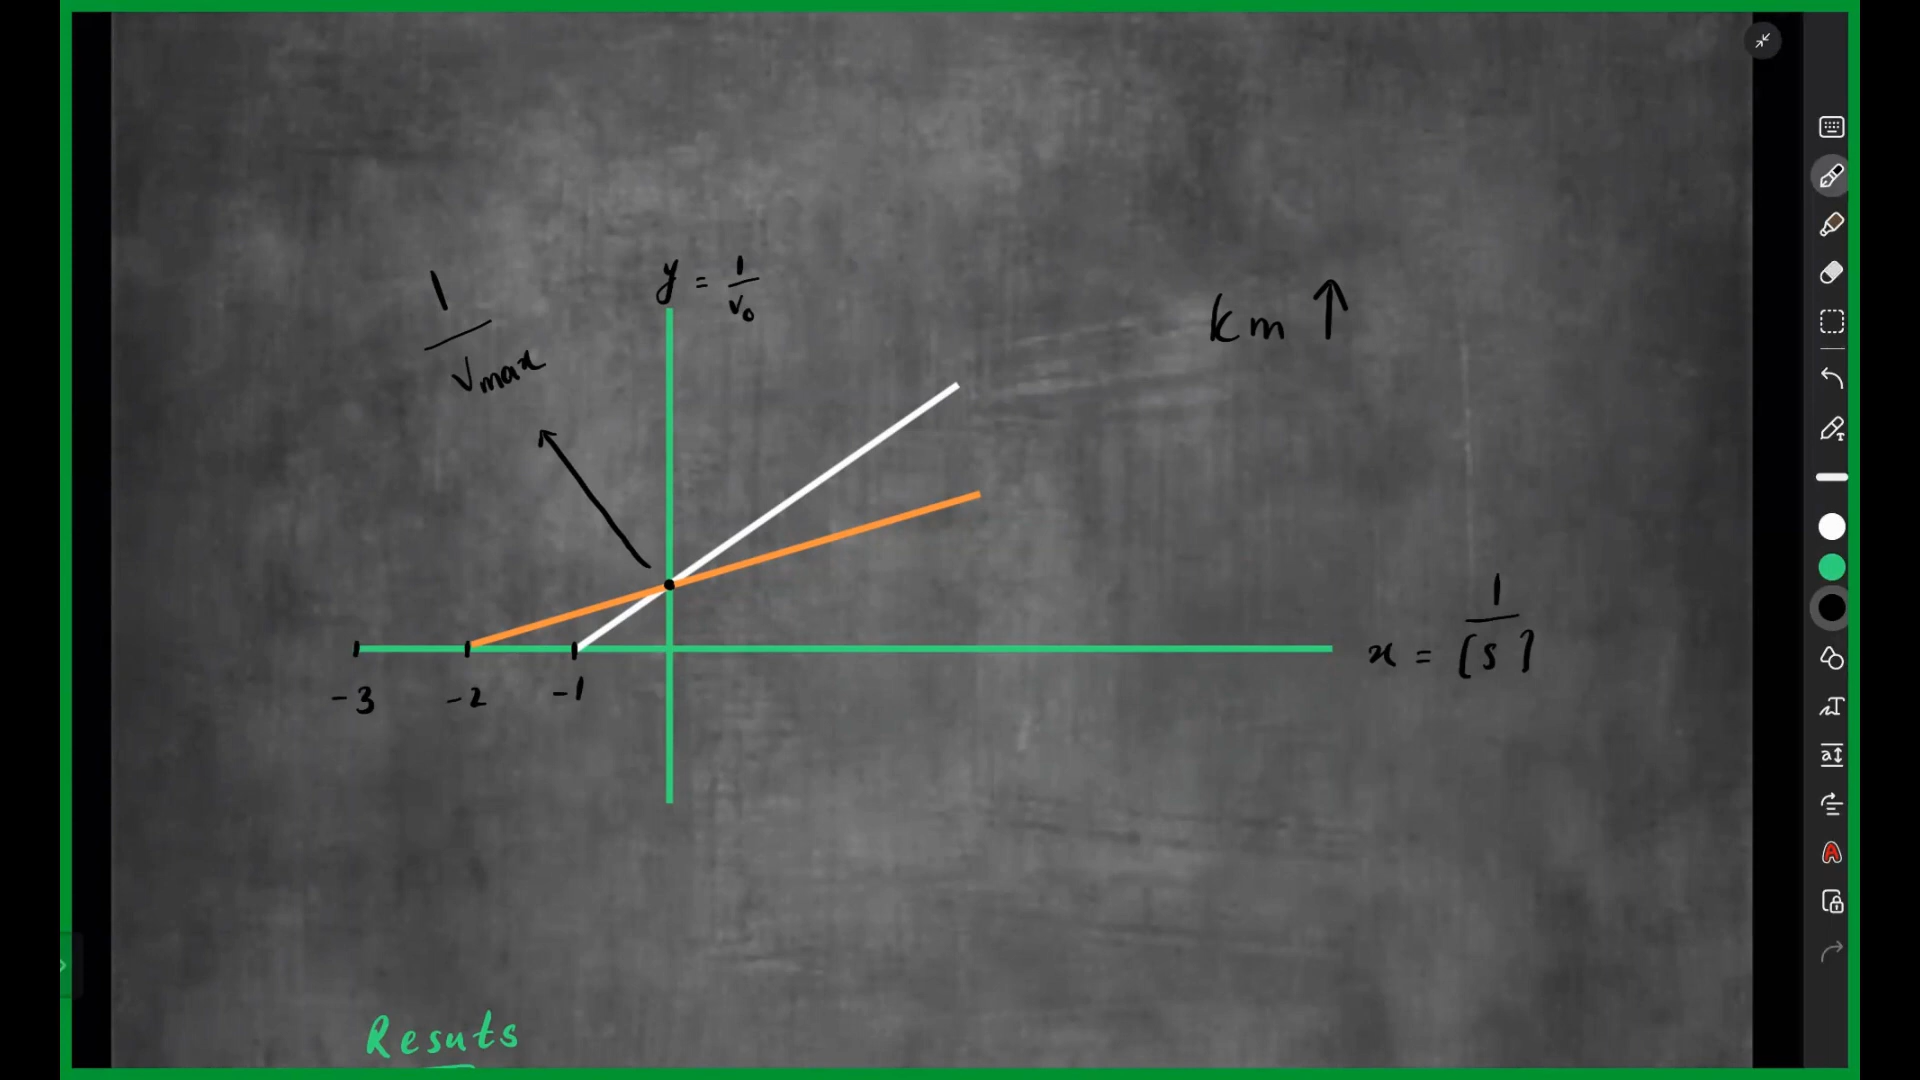 1
Vmax
y = 1/v₀
km ↑
x = 1/[S]
-3 -2 -1
Resuts